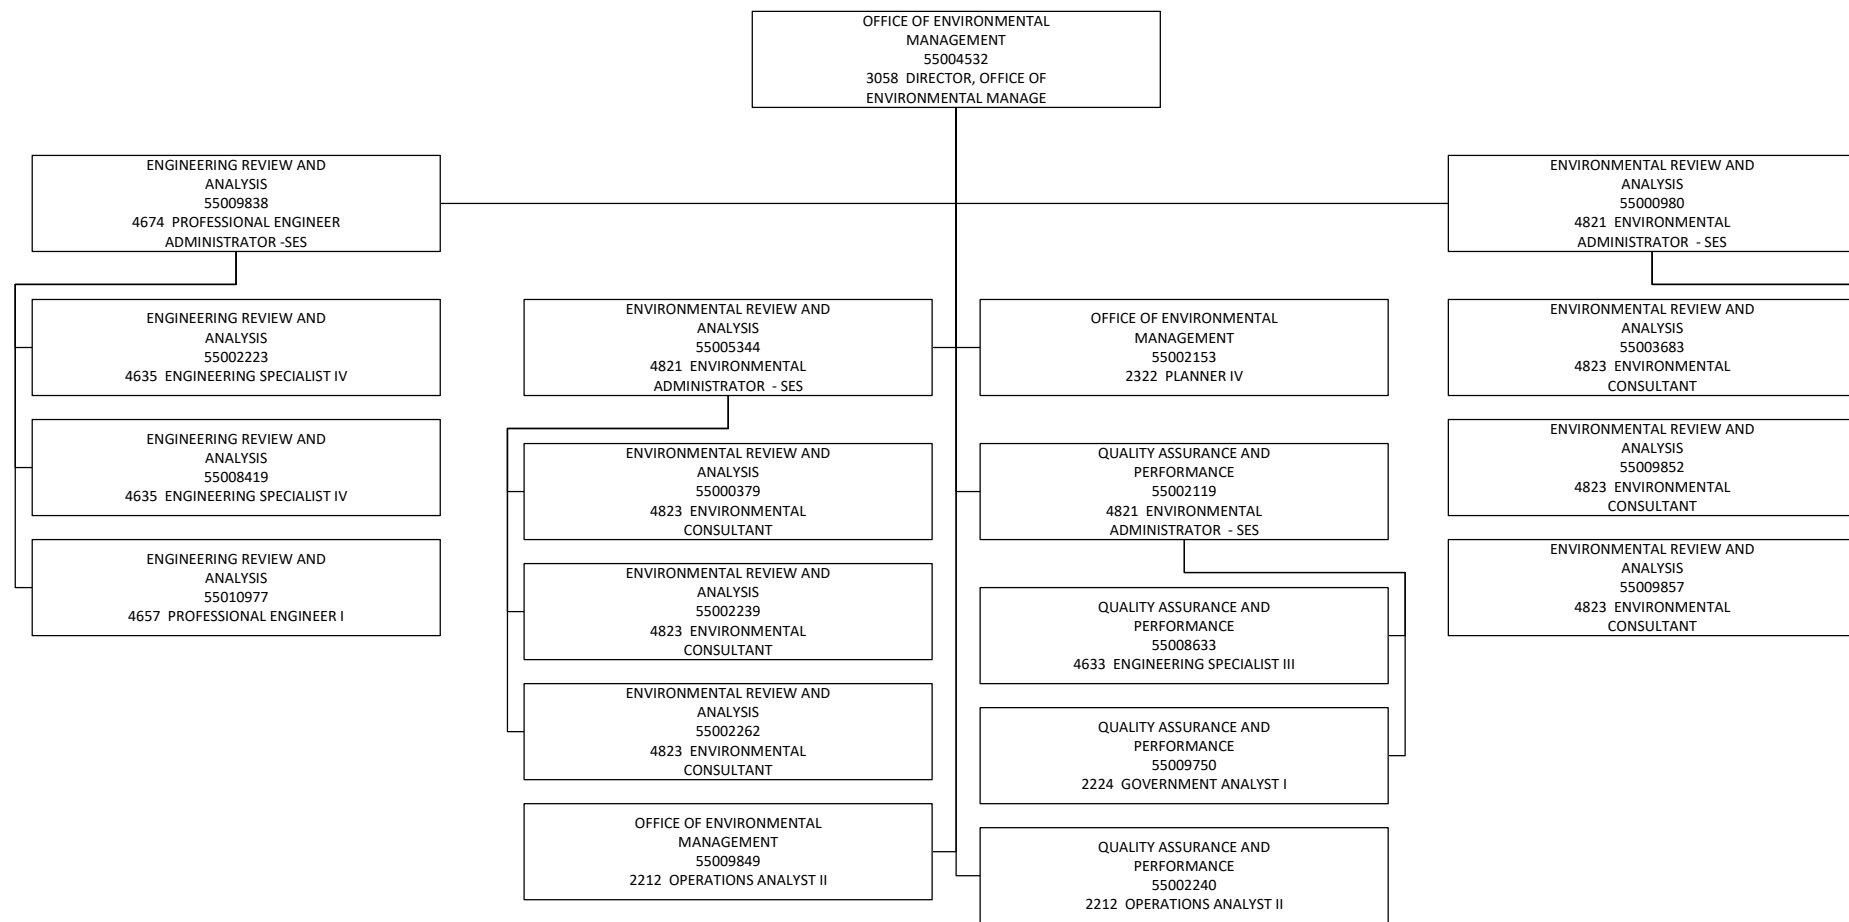 OFFICE OF ENVIRONMENTAL
MANAGEMENT
55004532
3058 DIRECTOR, OFFICE OF
ENVIRONMENTAL MANAGE
ENGINEERING REVIEW AND
ANALYSIS
55009838
4674 PROFESSIONAL ENGINEER
ADMINISTRATOR -SES
ENVIRONMENTAL REVIEW AND
ANALYSIS
55000980
4821 ENVIRONMENTAL
ADMINISTRATOR - SES
ENGINEERING REVIEW AND
ANALYSIS
55002223
4635 ENGINEERING SPECIALIST IV
ENGINEERING REVIEW AND
ANALYSIS
55008419
4635 ENGINEERING SPECIALIST IV
ENGINEERING REVIEW AND
ANALYSIS
55010977
4657 PROFESSIONAL ENGINEER I
ENVIRONMENTAL REVIEW AND
ANALYSIS
55005344
4821 ENVIRONMENTAL
ADMINISTRATOR - SES
ENVIRONMENTAL REVIEW AND
ANALYSIS
55000379
4823 ENVIRONMENTAL
CONSULTANT
ENVIRONMENTAL REVIEW AND
ANALYSIS
55002239
4823 ENVIRONMENTAL
CONSULTANT
ENVIRONMENTAL REVIEW AND
ANALYSIS
55002262
4823 ENVIRONMENTAL
CONSULTANT
OFFICE OF ENVIRONMENTAL
MANAGEMENT
55009849
2212 OPERATIONS ANALYST II
OFFICE OF ENVIRONMENTAL
MANAGEMENT
55002153
2322 PLANNER IV
QUALITY ASSURANCE AND
PERFORMANCE
55002119
4821 ENVIRONMENTAL
ADMINISTRATOR - SES
QUALITY ASSURANCE AND
PERFORMANCE
55008633
4633 ENGINEERING SPECIALIST III
QUALITY ASSURANCE AND
PERFORMANCE
55009750
2224 GOVERNMENT ANALYST I
QUALITY ASSURANCE AND
PERFORMANCE
55002240
2212 OPERATIONS ANALYST II
ENVIRONMENTAL REVIEW AND
ANALYSIS
55003683
4823 ENVIRONMENTAL
CONSULTANT
ENVIRONMENTAL REVIEW AND
ANALYSIS
55009852
4823 ENVIRONMENTAL
CONSULTANT
ENVIRONMENTAL REVIEW AND
ANALYSIS
55009857
4823 ENVIRONMENTAL
CONSULTANT